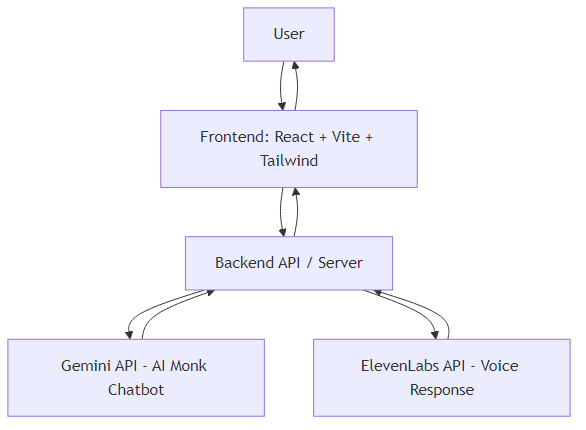 User
Frontend: React + Vite +
Tailwind
Backend API / Server
Gemini API - AI Monk
Chatbot
ElevenLabs API - Voice
Response